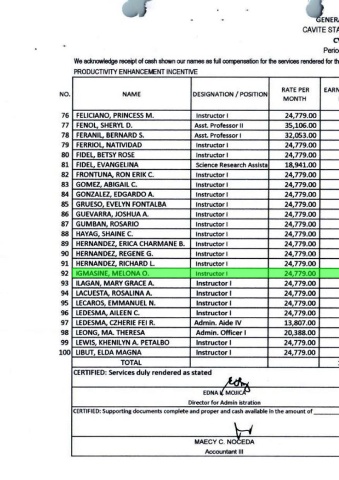 GENERA
CAVITE STA
C
Perio
We acknowledge receipt of cash shown our names as full compensation for the services rendered for th
PRODUCTIVITY ENHANCEMENT INCENTIVE
NO. NAME DESIGNATION / POSITION RATE PER MONTH EARN
76 FELICIANO, PRINCESS M. Instructor I 24,779.00
77 FENOL, SHERYL D. Asst. Professor II 35,106.00
78 FERANIL, BERNARD S. Asst. Professor I 32,053.00
79 FERRIOL, NATIVIDAD Instructor I 24,779.00
80 FIDEL, BETSY ROSE Instructor I 24,779.00
81 FIDEL, EVANGELINA Science Research Assista 18,941.00
82 FRONTUNA, RON ERIK C. Instructor I 24,779.00
83 GOMEZ, ABIGAIL C. Instructor I 24,779.00
84 GONZALEZ, EDGARDO A. Instructor I 24,779.00
85 GRUESO, EVELYN FONTALBA Instructor I 24,779.00
86 GUEVARRA, JOSHUA A. Instructor I 24,779.00
87 GUMBAN, ROSARIO Instructor I 24,779.00
88 HAYAG, SHAINE C. Instructor I 24,779.00
89 HERNANDEZ, ERICA CHARMANE B. Instructor I 24,779.00
90 HERNANDEZ, REGENE G. Instructor I 24,779.00
91 HERNANDEZ, RICHARD L. Instructor I 24,779.00
92 IGMASINE, MELONA O. Instructor I 24,779.00
93 ILAGAN, MARY GRACE A. Instructor I 24,779.00
94 LACUESTA, ROSALINA A. Instructor I 24,779.00
95 LECAROS, EMMANUEL N. Instructor I 24,779.00
96 LEDESMA, AILEEN C. Instructor I 24,779.00
97 LEDESMA, CZHERIE FEI R. Admin. Aide IV 13,807.00
98 LEONG, MA. THERESA Admin. Officer I 20,388.00
99 LEWIS, KHENILYN A. PETALBO Instructor I 24,779.00
100 LIBUT, ELDA MAGNA Instructor I 24,779.00
TOTAL
CERTIFIED: Services duly rendered as stated
EDNA MOJICA
Director for Administration
CERTIFIED: Supporting documents complete and proper and cash available in the amount of
MAECY C. NOCEDA
Accountant III